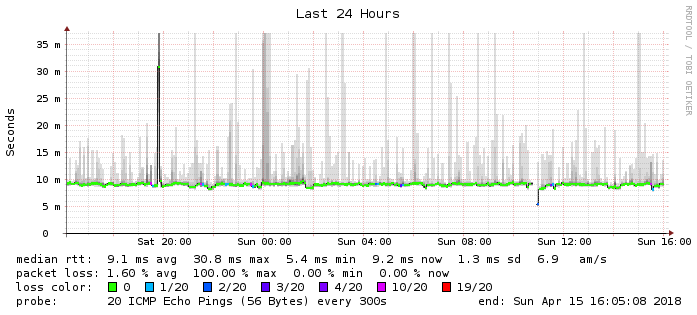 Last 24 Hours
RRDTOOL / TOBI OETIKER
Seconds
35 m
30 m
25 m
20 m
15 m
10 m
5 m
0
Sat 20:00 Sun 00:00 Sun 04:00 Sun 08:00 Sun 12:00 Sun 16:00
median rtt: 9.1 ms avg 30.8 ms max 5.4 ms min 9.2 ms now 1.3 ms sd 6.9 am/s
packet loss: 1.60 % avg 100.00 % max 0.00 % min 0.00 % now
loss color: 0 1/20 2/20 3/20 4/20 10/20 19/20
probe: 20 ICMP Echo Pings (56 Bytes) every 300s end: Sun Apr 15 16:05:08 2018